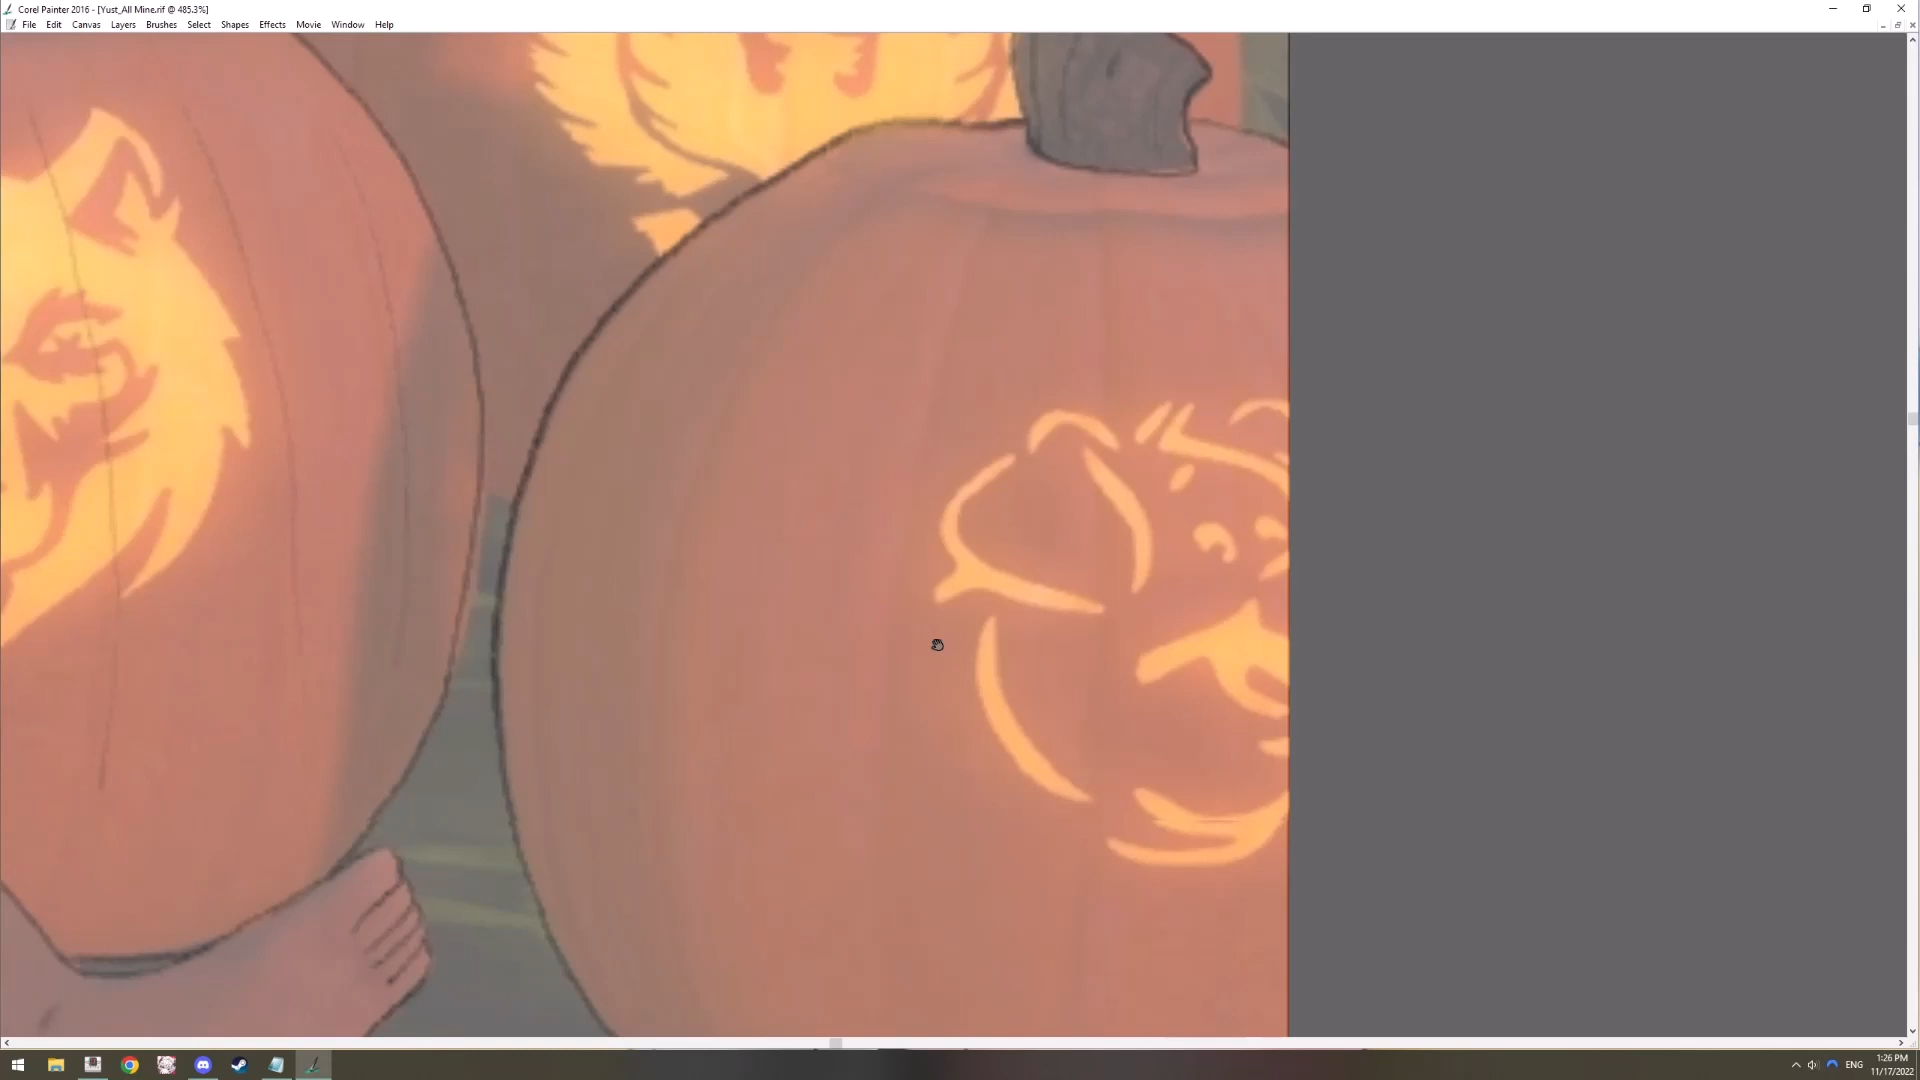 Corel Painter 2016 - [Yust_All Mine.rif @ 485.3%]
File Edit Canvas Layers Brushes Select Shapes Effects Movie Window Help
ENG
1:26 PM
11/17/2022